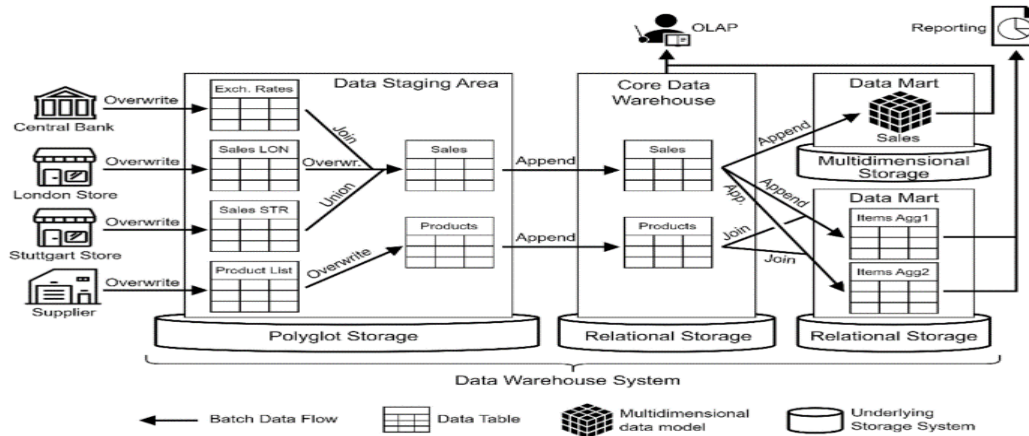 OLAP
Reporting
Data Staging Area
Core Data
Warehouse
Data Mart
Central Bank
Overwrite
Exch. Rates
Join
London Store
Overwrite
Sales LON
Overwr.
Sales
Append
Sales
Append
Sales
Multidimensional
Storage
Union
App.
Append
Data Mart
Stuttgart Store
Overwrite
Sales STR
Products
Append
Products
Join
Join
Items Agg1
Supplier
Overwrite
Product List
Overwrite
Items Agg2
Polyglot Storage
Relational Storage
Relational Storage
Data Warehouse System
Batch Data Flow
Data Table
Multidimensional
data model
Underlying
Storage System